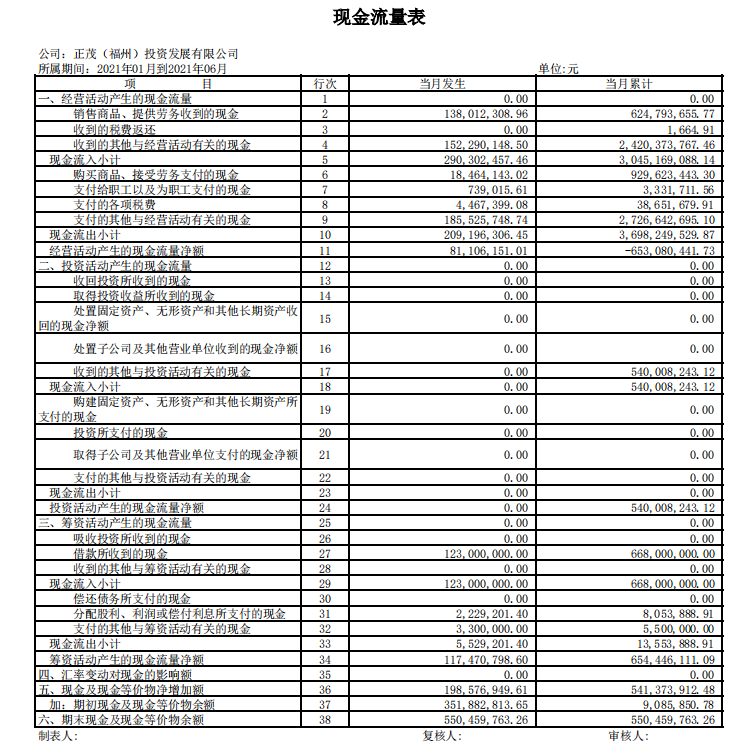 现金流量表
公司：正茂（福州）投资发展有限公司
所属期间：2021年01月到2021年06月 单位:元
项 目 行次 当月发生 当月累计
一、经营活动产生的现金流量 1 0.00 0.00
销售商品、提供劳务收到的现金 2 138,012,308.96 624,793,655.77
收到的税费返还 3 0.00 1,664.91
收到的其他与经营活动有关的现金 4 152,290,148.50 2,420,373,767.46
现金流入小计 5 290,302,457.46 3,045,169,088.14
购买商品、接受劳务支付的现金 6 18,464,143.02 929,623,443.30
支付给职工以及为职工支付的现金 7 739,015.61 3,331,711.56
支付的各项税费 8 4,467,399.08 38,651,679.91
支付的其他与经营活动有关的现金 9 185,525,748.74 2,726,642,695.10
现金流出小计 10 209,196,306.45 3,698,249,529.87
经营活动产生的现金流量净额 11 81,106,151.01 -653,080,441.73
二、投资活动产生的现金流量 12 0.00 0.00
收回投资所收到的现金 13 0.00 0.00
取得投资收益所收到的现金 14 0.00 0.00
处置固定资产、无形资产和其他长期资产收
回的现金净额 15 0.00 0.00
处置子公司及其他营业单位收到的现金净额 16 0.00 0.00
收到的其他与投资活动有关的现金 17 0.00 540,008,243.12
现金流入小计 18 0.00 540,008,243.12
购建固定资产、无形资产和其他长期资产所
支付的现金 19 0.00 0.00
投资所支付的现金 20 0.00 0.00
取得子公司及其他营业单位支付的现金净额 21 0.00 0.00
支付的其他与投资活动有关的现金 22 0.00 0.00
现金流出小计 23 0.00 0.00
投资活动产生的现金流量净额 24 0.00 540,008,243.12
三、筹资活动产生的现金流量 25 0.00 0.00
吸收投资所收到的现金 26 0.00 0.00
借款所收到的现金 27 123,000,000.00 668,000,000.00
收到的其他与筹资活动有关的现金 28 0.00 0.00
现金流入小计 29 123,000,000.00 668,000,000.00
偿还债务所支付的现金 30 0.00 0.00
分配股利、利润或偿付利息所支付的现金 31 2,229,201.40 8,053,888.91
支付的其他与筹资活动有关的现金 32 3,300,000.00 5,500,000.00
现金流出小计 33 5,529,201.40 13,553,888.91
筹资活动产生的现金流量净额 34 117,470,798.60 654,446,111.09
四、汇率变动对现金的影响额 35 0.00 0.00
五、现金及现金等价物净增加额 36 198,576,949.61 541,373,912.48
加：期初现金及现金等价物余额 37 351,882,813.65 9,085,850.78
六、期末现金及现金等价物余额 38 550,459,763.26 550,459,763.26
制表人: 复核人: 审核人: